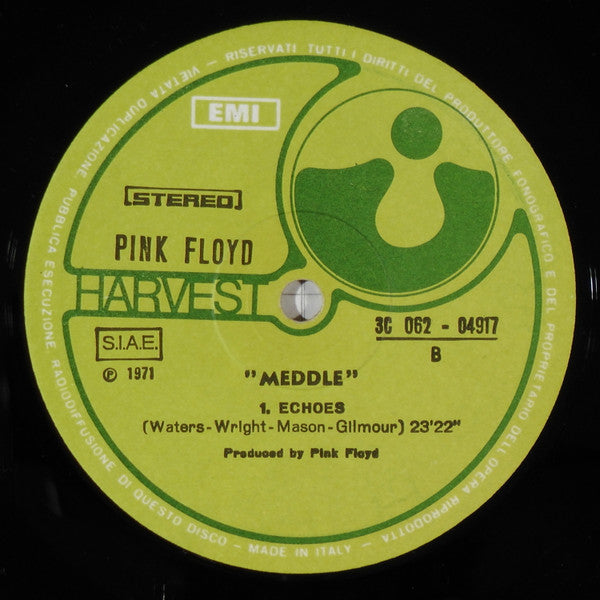 VIETATA DUPLICAZIONE PUBBLICA ESECUZIONE RADIODIFFUSIONE DI QUESTO DISCO - MADE IN ITALY - RISERVATI TUTTI I DIRITTI DEL PRODUTTORE FONOGRAFICO E DEL PROPRIETARIO DELL'OPERA RIPRODOTTA
EMI
[STEREO]
PINK FLOYD
HARVEST
S.I.A.E.
Ⓟ 1971
3C 062 - 04917
B
"MEDDLE"
1. ECHOES
(Waters-Wright-Mason-Gilmour) 23'22"
Produced by Pink Floyd